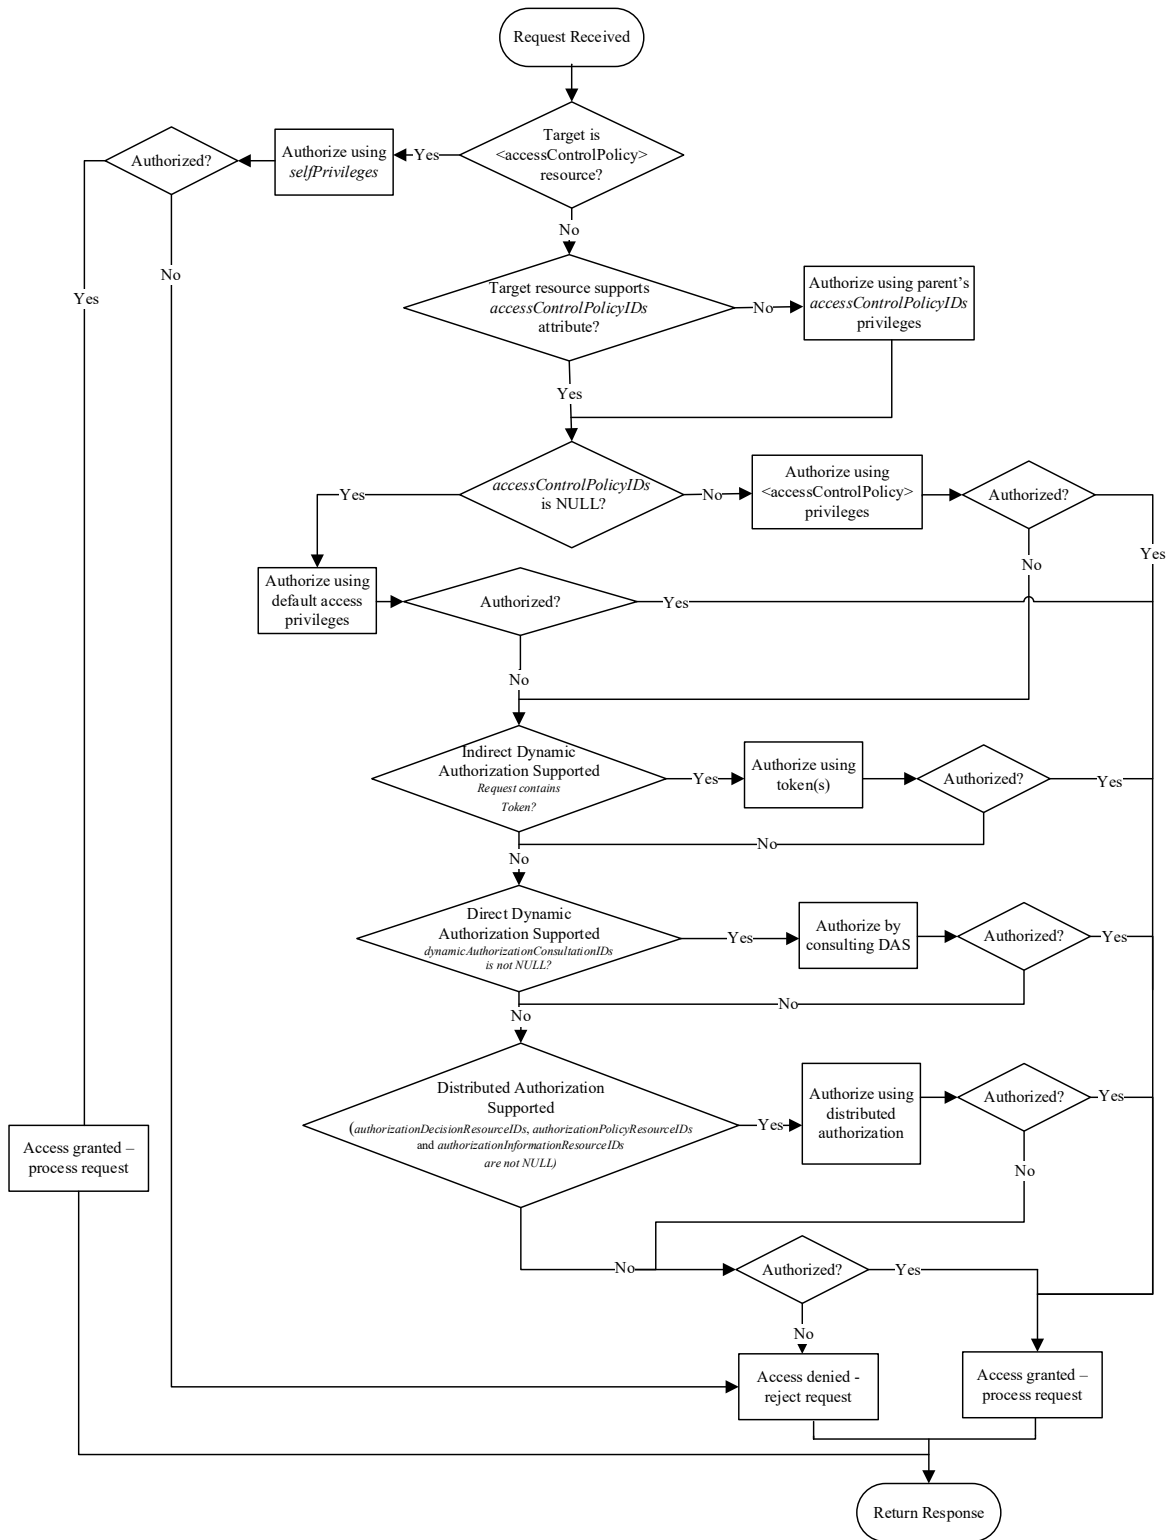 Request Received
Target is
<accessControlPolicy>
resource?
Yes
Authorize using
selfPrivileges
Authorized?
No
No
Yes
Target resource supports
accessControlPolicyIDs
attribute?
No
Authorize using parent’s
accessControlPolicyIDs
privileges
Yes
accessControlPolicyIDs
is NULL?
Yes
No
Authorize using
<accessControlPolicy>
privileges
Authorized?
Yes
No
Authorize using
default access
privileges
Authorized?
Yes
No
Indirect Dynamic
Authorization Supported
Request contains
Token?
Yes
Authorize using
token(s)
Authorized?
Yes
No
No
Direct Dynamic
Authorization Supported
dynamicAuthorizationConsultationIDs
is not NULL?
Yes
Authorize by
consulting DAS
Authorized?
Yes
No
No
Distributed Authorization
Supported
(authorizationDecisionResourceIDs, authorizationPolicyResourceIDs
and authorizationInformationResourceIDs
are not NULL)
Yes
Authorize using
distributed
authorization
Authorized?
Yes
No
Access granted –
process request
No
Authorized?
Yes
No
Access denied -
reject request
Access granted –
process request
Return Response